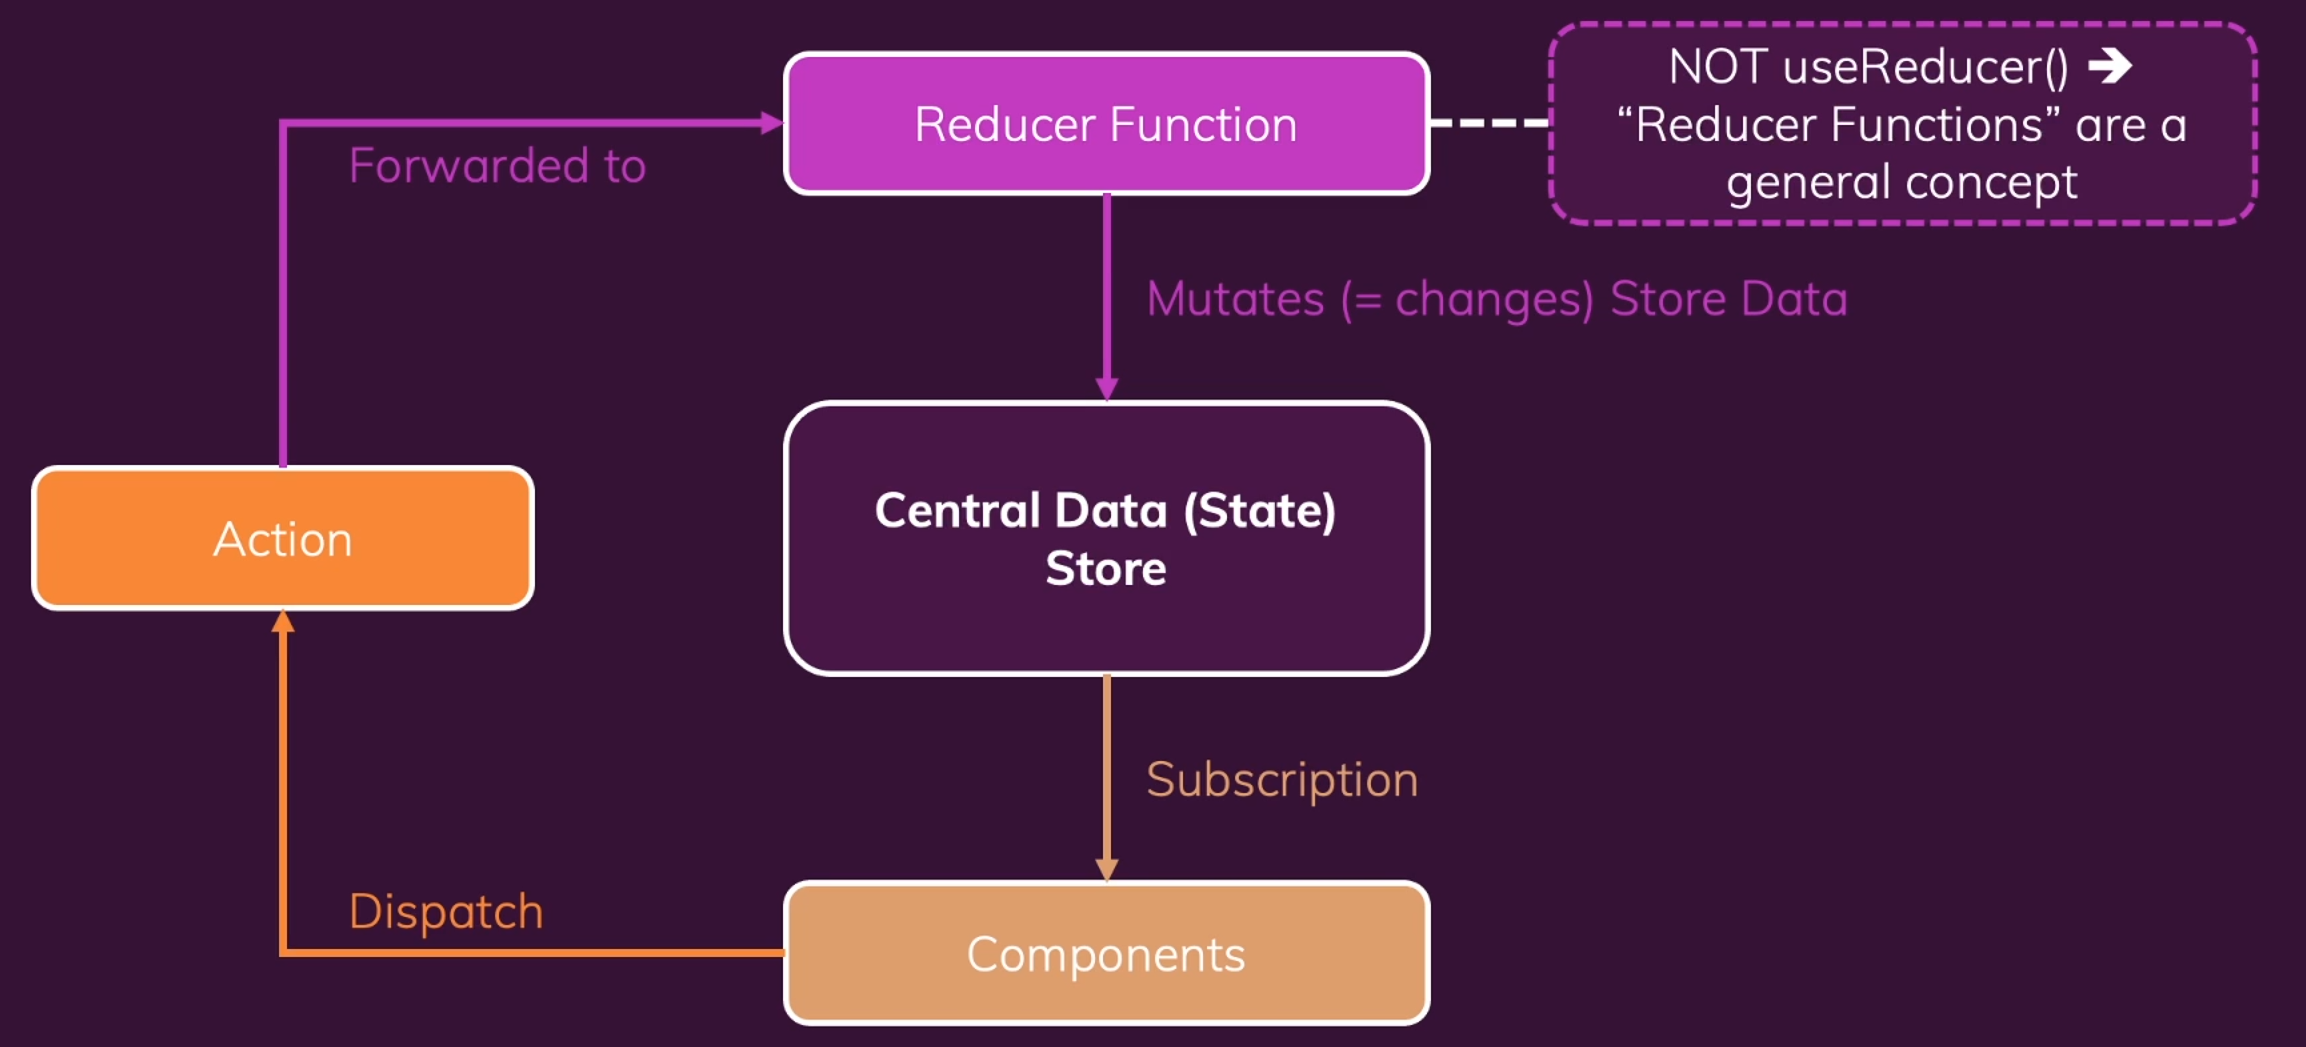 NOT useReducer() ➔
“Reducer Functions” are a
general concept
Reducer Function
Forwarded to
Mutates (= changes) Store Data
Central Data (State)
Store
Action
Subscription
Dispatch
Components